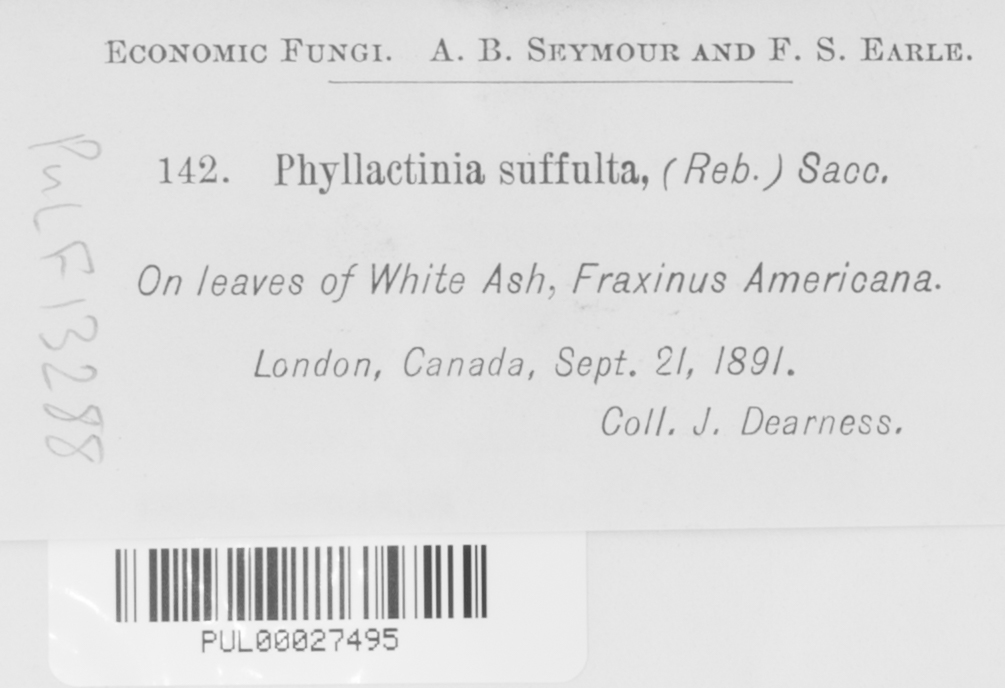 ECONOMIC FUNGI. A. B. SEYMOUR AND F. S. EARLE.
142. Phyllactinia suffulta, (Reb.) Sacc.
On leaves of White Ash, Fraxinus Americana.
London, Canada, Sept. 21, 1891.
Coll. J. Dearness.
PUL F13288
PUL00027495